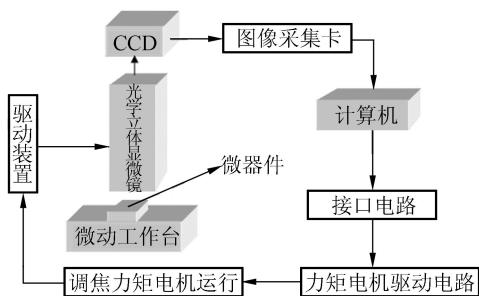 CCD
图像采集卡
计算机
光学立体显微镜
驱动装置
微器件
接口电路
微动工作台
调焦力矩电机运行
力矩电机驱动电路